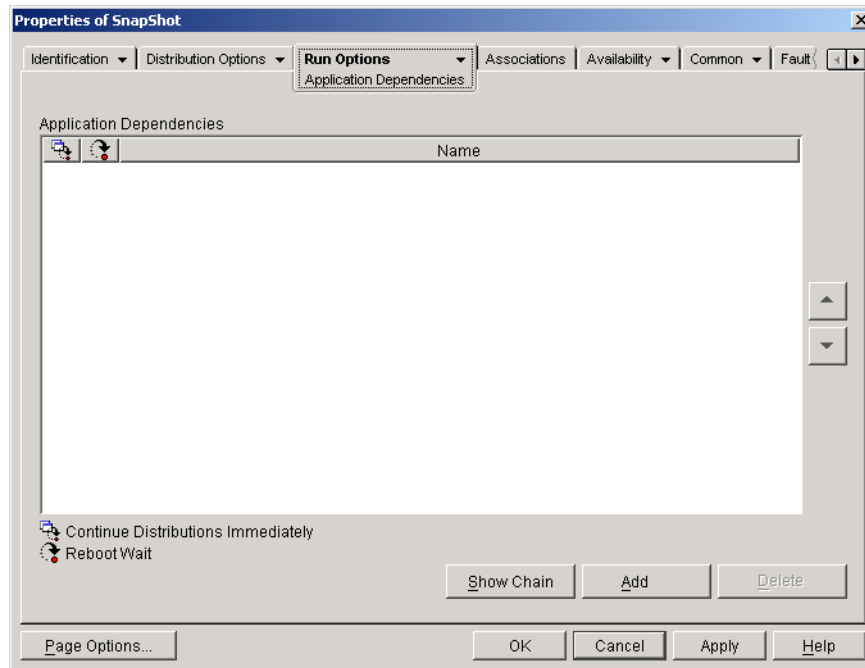 Properties of SnapShot
Identification Distribution Options Run Options Associations Availability Common Fault
Application Dependencies
Application Dependencies
Name
Continue Distributions Immediately
Reboot Wait
Show Chain Add Delete
Page Options... OK Cancel Apply Help